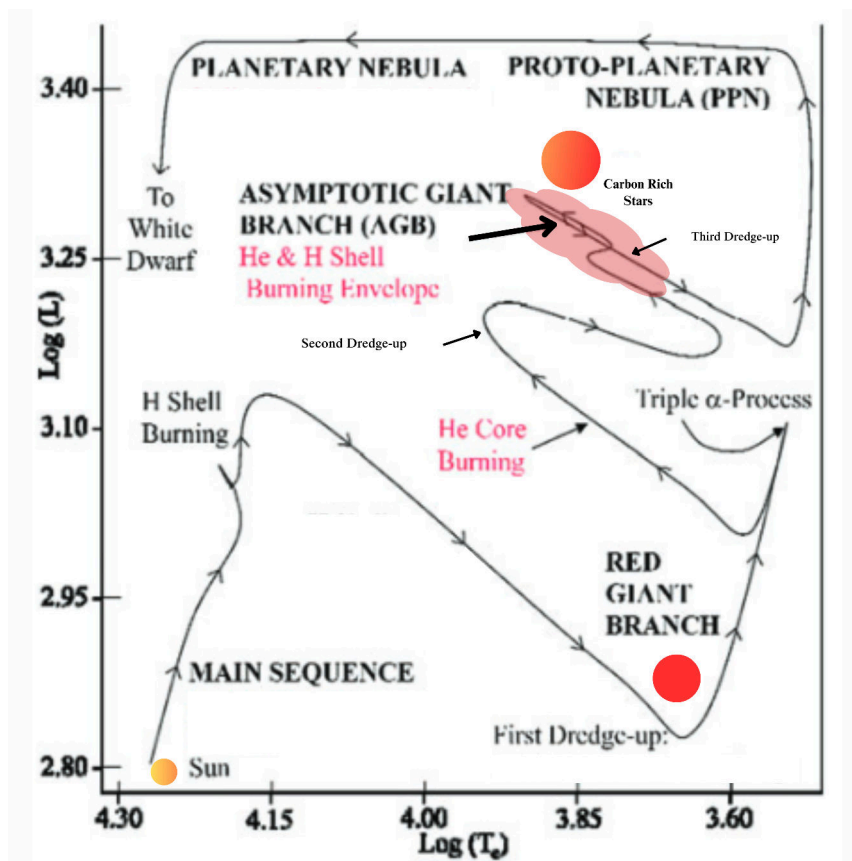 PLANETARY NEBULA
PROTO-PLANETARY
NEBULA (PPN)
3.40
To
White
Dwarf
ASYMPTOTIC GIANT
BRANCH (AGB)
He & H Shell
Burning Envelope
Carbon Rich
Stars
Third Dredge-up
3.25
Log (L)
Second Dredge-up
H Shell
Burning
Triple α-Process
3.10
He Core
Burning
RED
GIANT
BRANCH
2.95
MAIN SEQUENCE
First Dredge-up:
2.80
Sun
4.30
4.15
4.00
3.85
3.60
Log (Te)